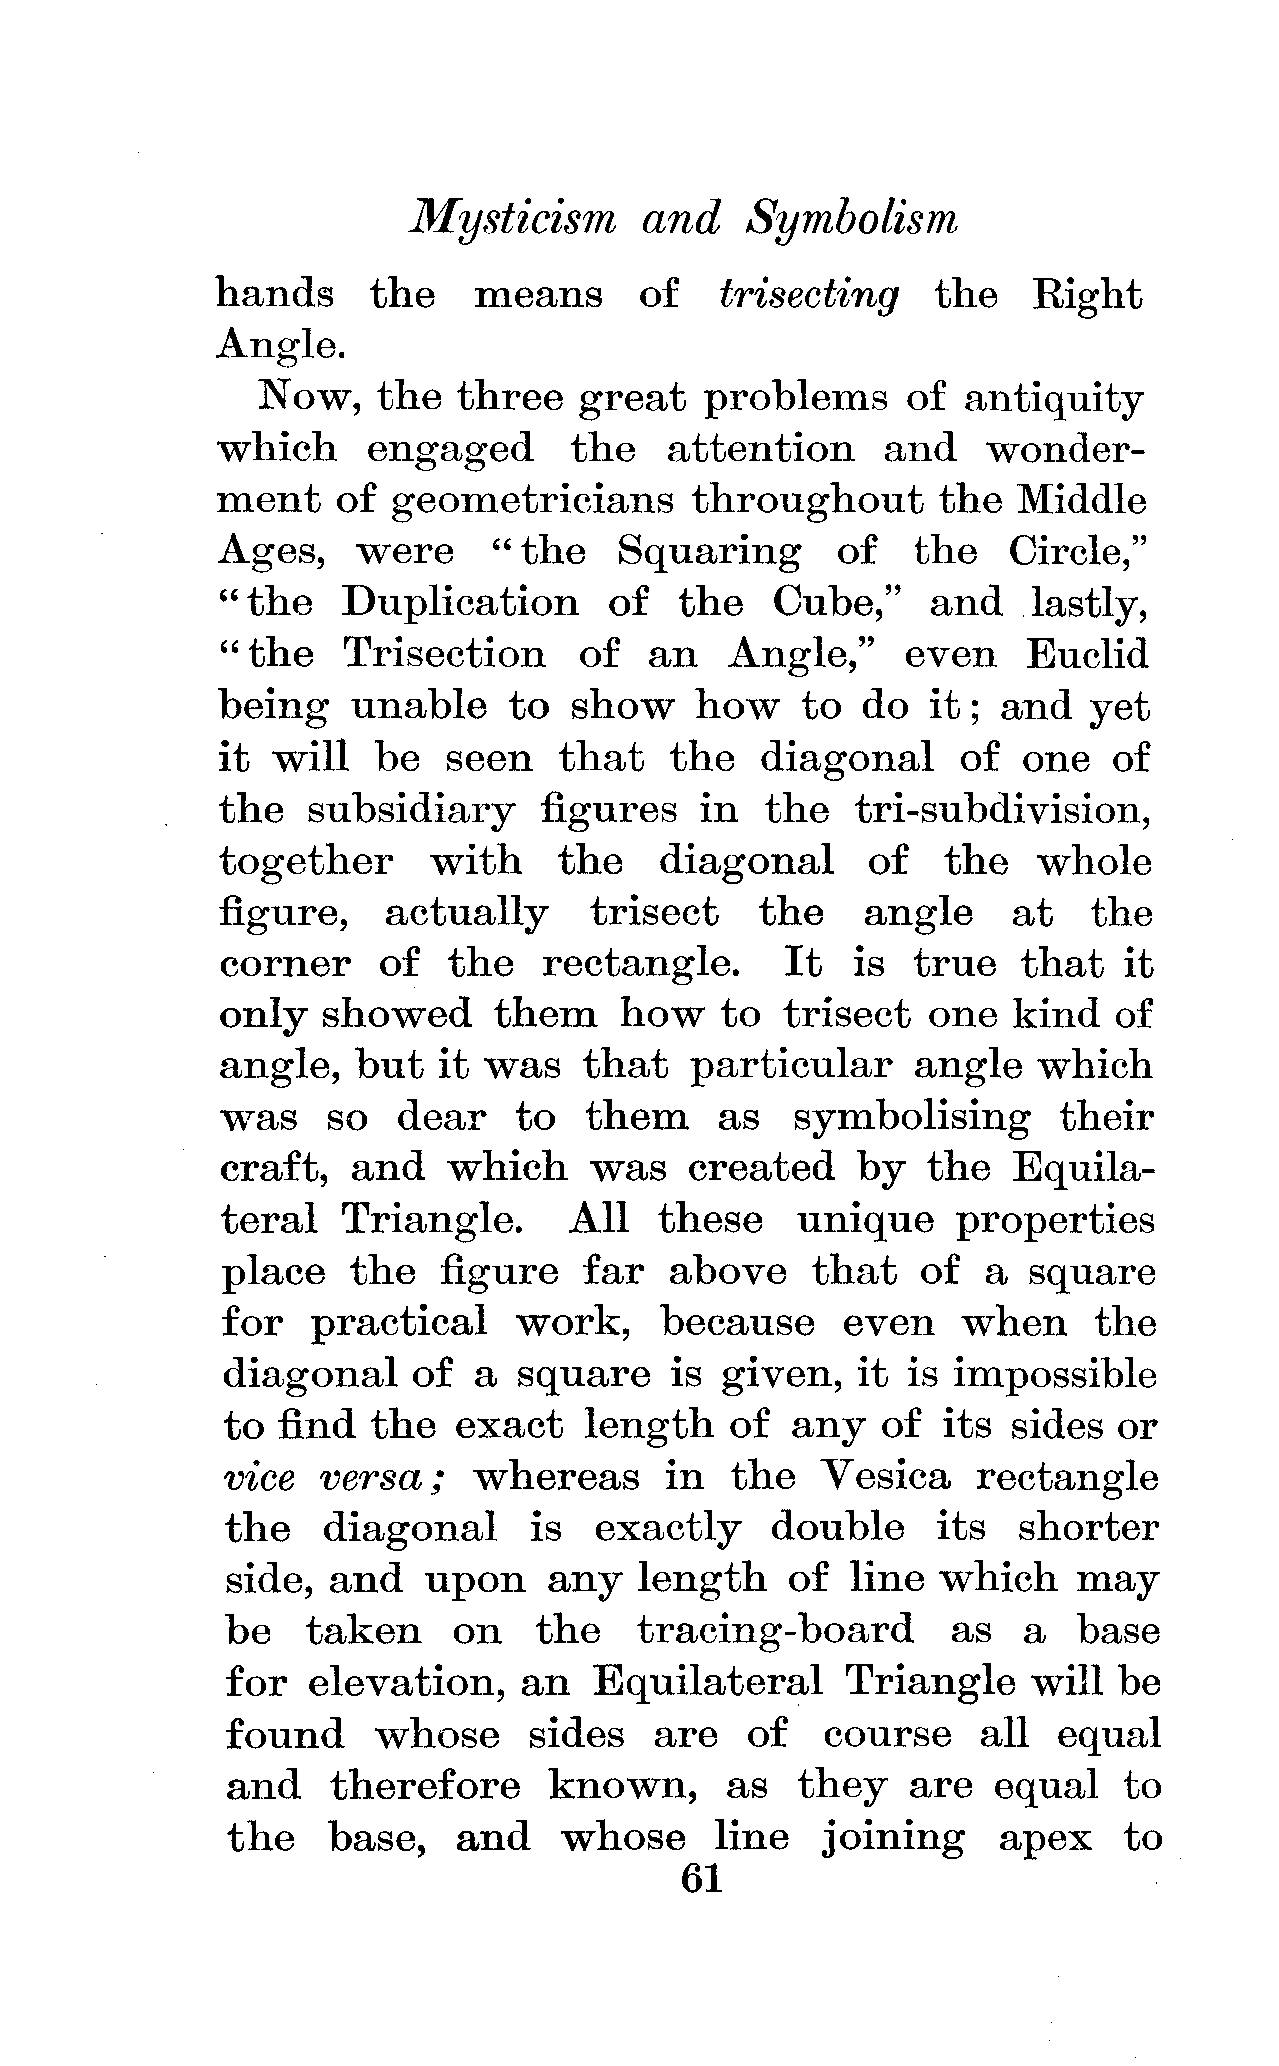 Mysticism and Symbolism
hands the means of trisecting the Right
Angle.
Now, the three great problems of antiquity
which engaged the attention and wonder-
ment of geometricians throughout the Middle
Ages, were "the Squaring of the Circle,"
"the Duplication of the Cube," and lastly,
"the Trisection of an Angle," even Euclid
being unable to show how to do it; and yet
it will be seen that the diagonal of one of
the subsidiary figures in the tri-subdivision,
together with the diagonal of the whole
figure, actually trisect the angle at the
corner of the rectangle. It is true that it
only showed them how to trisect one kind of
angle, but it was that particular angle which
was so dear to them as symbolising their
craft, and which was created by the Equila-
teral Triangle. All these unique properties
place the figure far above that of a square
for practical work, because even when the
diagonal of a square is given, it is impossible
to find the exact length of any of its sides or
vice versa; whereas in the Vesica rectangle
the diagonal is exactly double its shorter
side, and upon any length of line which may
be taken on the tracing-board as a base
for elevation, an Equilateral Triangle will be
found whose sides are of course all equal
and therefore known, as they are equal to
the base, and whose line joining apex to
61